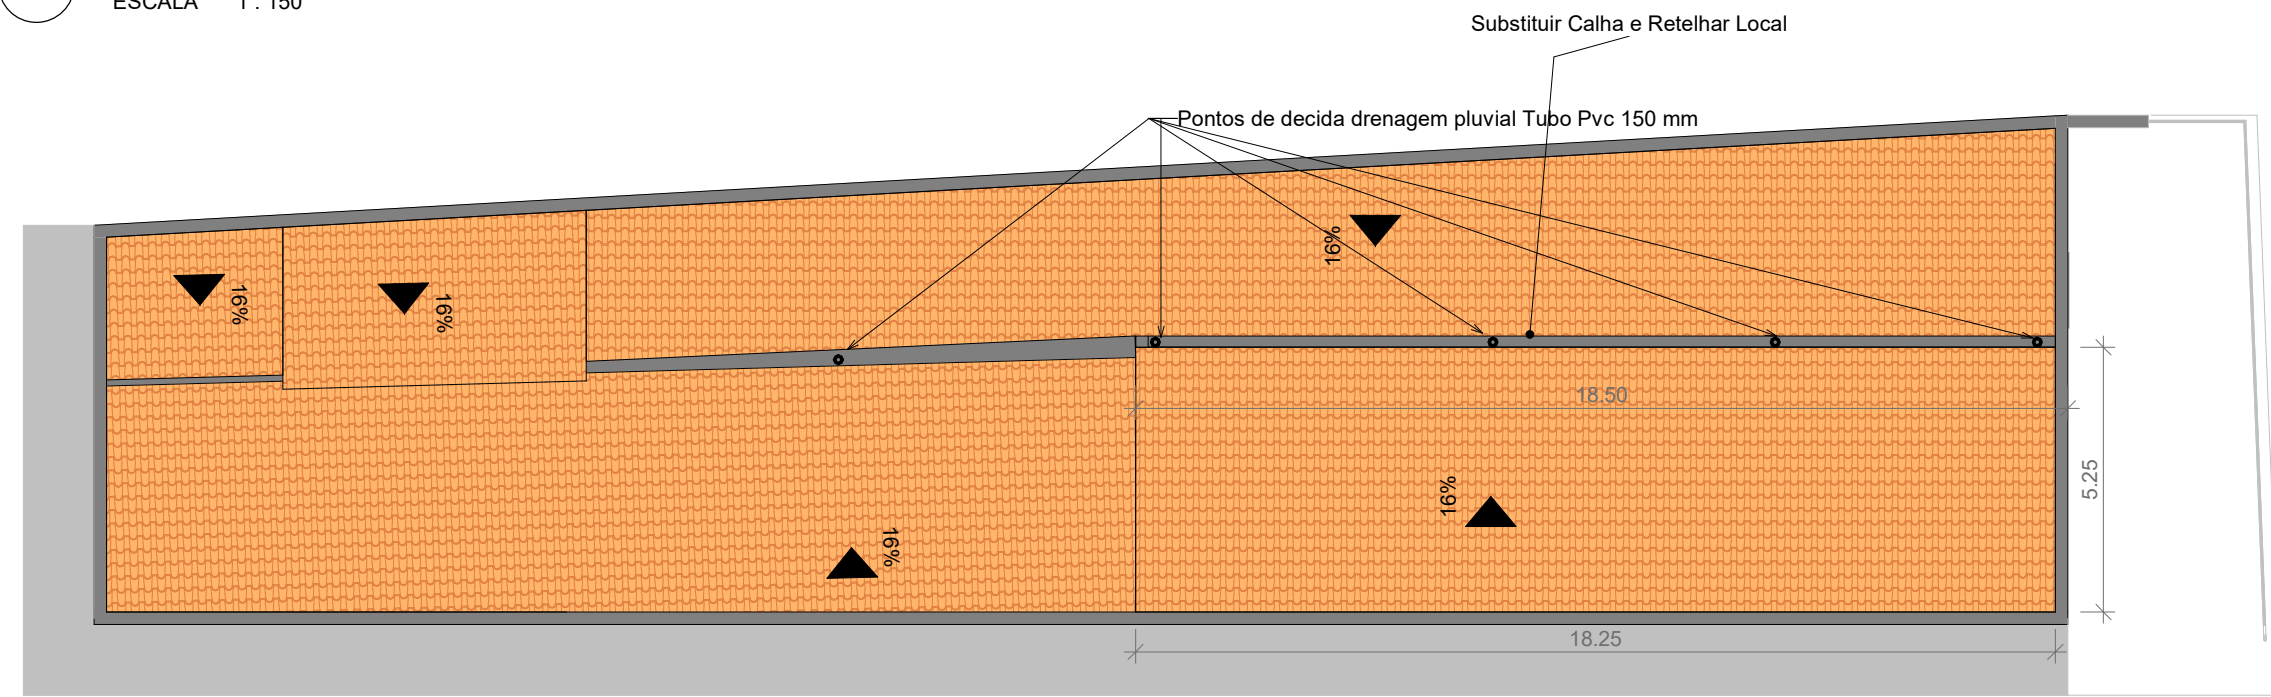 ESCALA 1 : 150
Substituir Calha e Retelhar Local
Pontos de decida drenagem pluvial Tubo Pvc 150 mm
16%
16%
16%
18.50
5.25
16%
16%
18.25